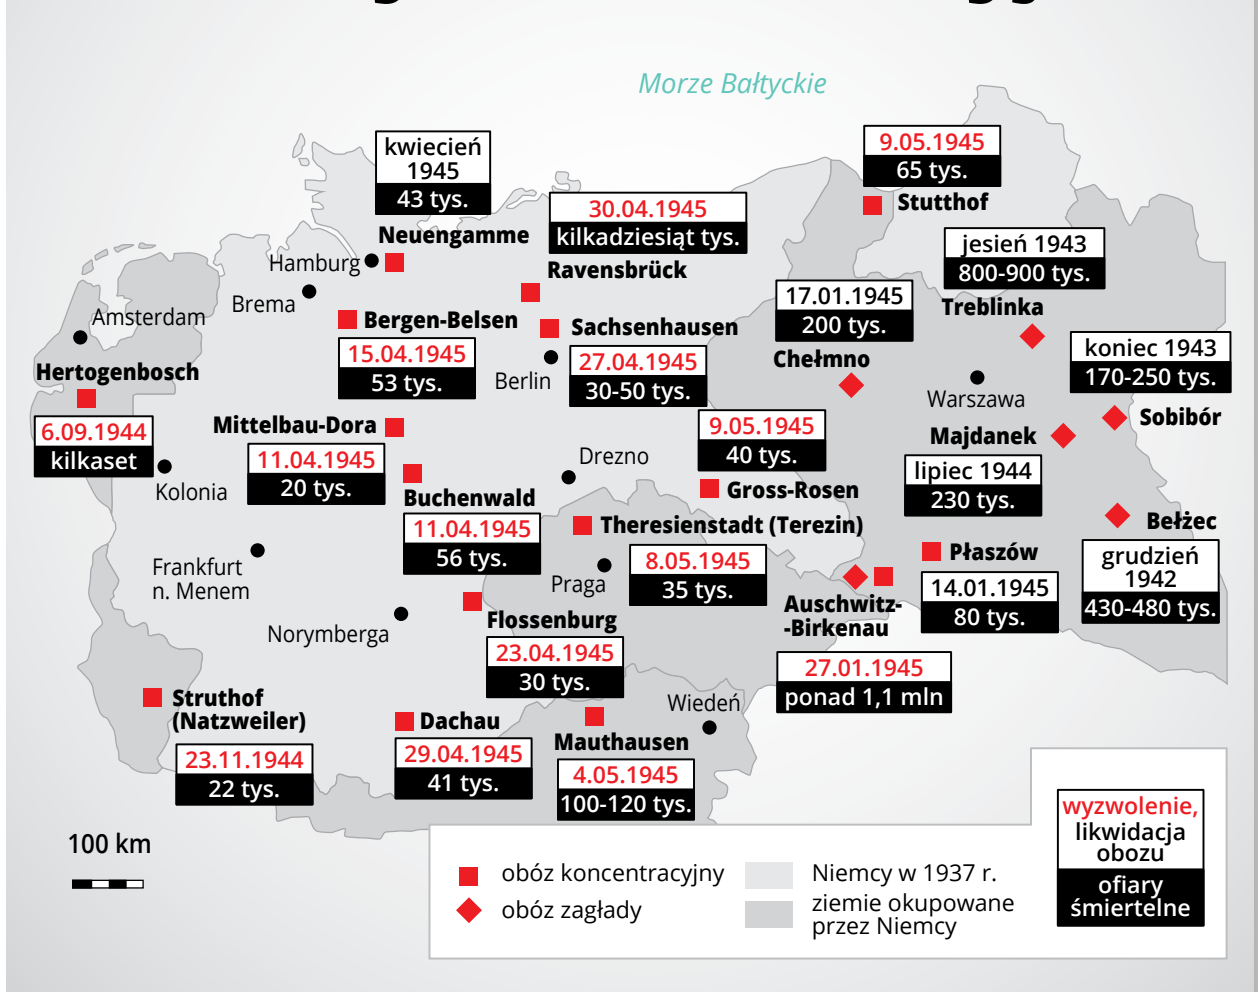 Morze Bałtyckie
kwiecień
1945
43 tys.
Neuengamme
9.05.1945
65 tys.
Stutthof
30.04.1945
kilkadziesiąt tys.
Ravensbrück
jesień 1943
800-900 tys.
Treblinka
Hamburg
Brema
Amsterdam
17.01.1945
200 tys.
Chełmno
Bergen-Belsen
15.04.1945
53 tys.
Sachsenhausen
27.04.1945
30-50 tys.
Berlin
koniec 1943
170-250 tys.
Sobibór
Hertogenbosch
6.09.1944
kilkaset
Warszawa
Majdanek
lipiec 1944
230 tys.
Mittelbau-Dora
11.04.1945
20 tys.
9.05.1945
40 tys.
Gross-Rosen
Kolonia
Drezno
Buchenwald
11.04.1945
56 tys.
Theresienstadt (Terezin)
8.05.1945
35 tys.
Praga
Bełżec
grudzień
1942
430-480 tys.
Płaszów
14.01.1945
80 tys.
Frankfurt
n. Menem
Auschwitz-
-Birkenau
27.01.1945
ponad 1,1 mln
Norymberga
Flossenburg
23.04.1945
30 tys.
Struthof
(Natzweiler)
23.11.1944
22 tys.
Dachau
29.04.1945
41 tys.
Wiedeń
Mauthausen
4.05.1945
100-120 tys.
100 km
obóz koncentracyjny
obóz zagłady
Niemcy w 1937 r.
ziemie okupowane
przez Niemcy
wyzwolenie,
likwidacja
obozu
ofiary
śmiertelne